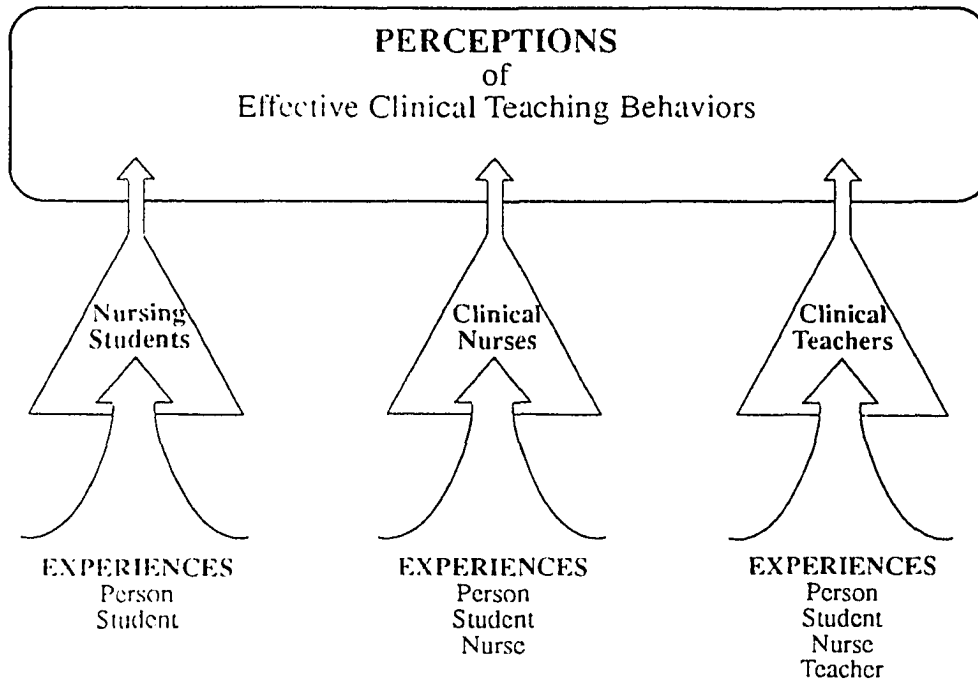 PERCEPTIONS
of
Effective Clinical Teaching Behaviors
Nursing
Students
Clinical
Nurses
Clinical
Teachers
EXPERIENCES
Person
Student
EXPERIENCES
Person
Student
Nurse
EXPERIENCES
Person
Student
Nurse
Teacher